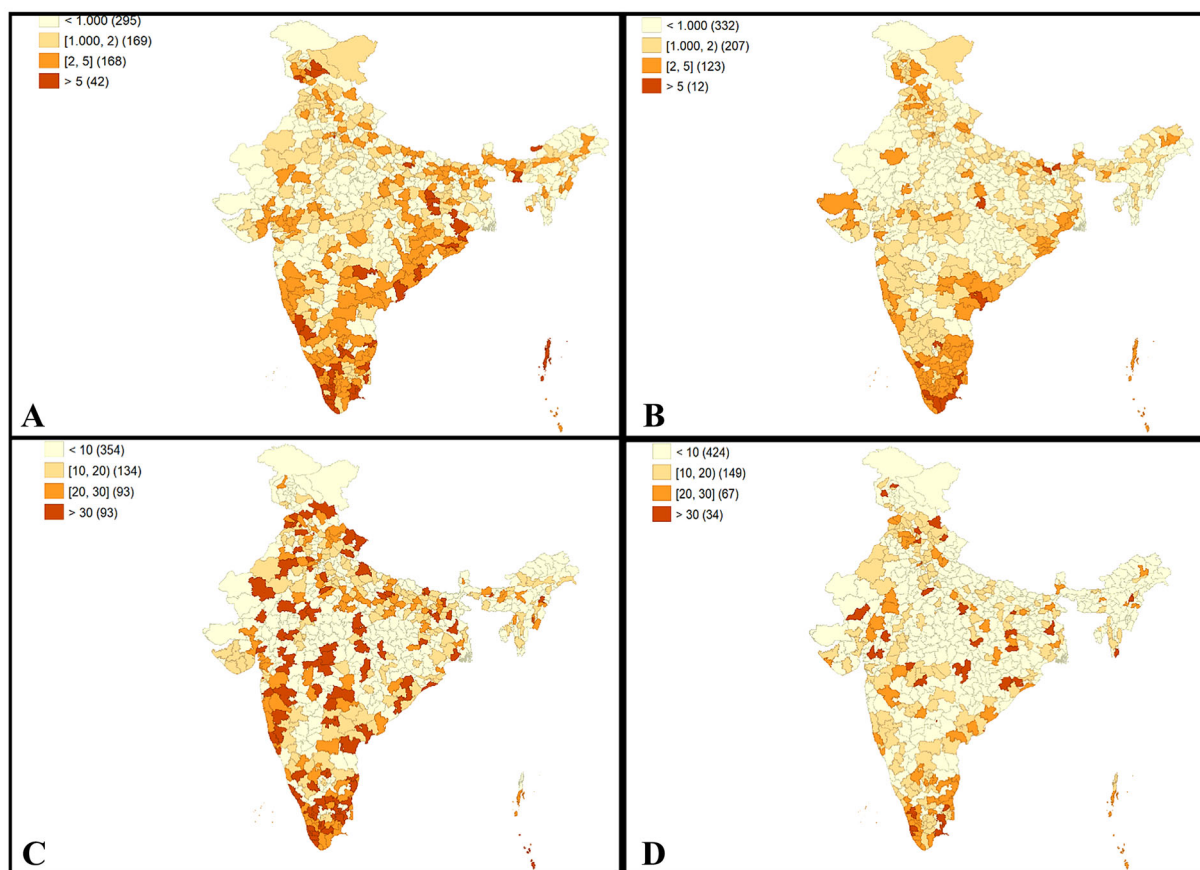 < 1.000 (295)
[1.000, 2) (169)
[2, 5] (168)
> 5 (42)
A
< 1.000 (332)
[1.000, 2) (207)
[2, 5] (123)
> 5 (12)
B
< 10 (354)
[10, 20) (134)
[20, 30] (93)
> 30 (93)
C
< 10 (424)
[10, 20) (149)
[20, 30] (67)
> 30 (34)
D